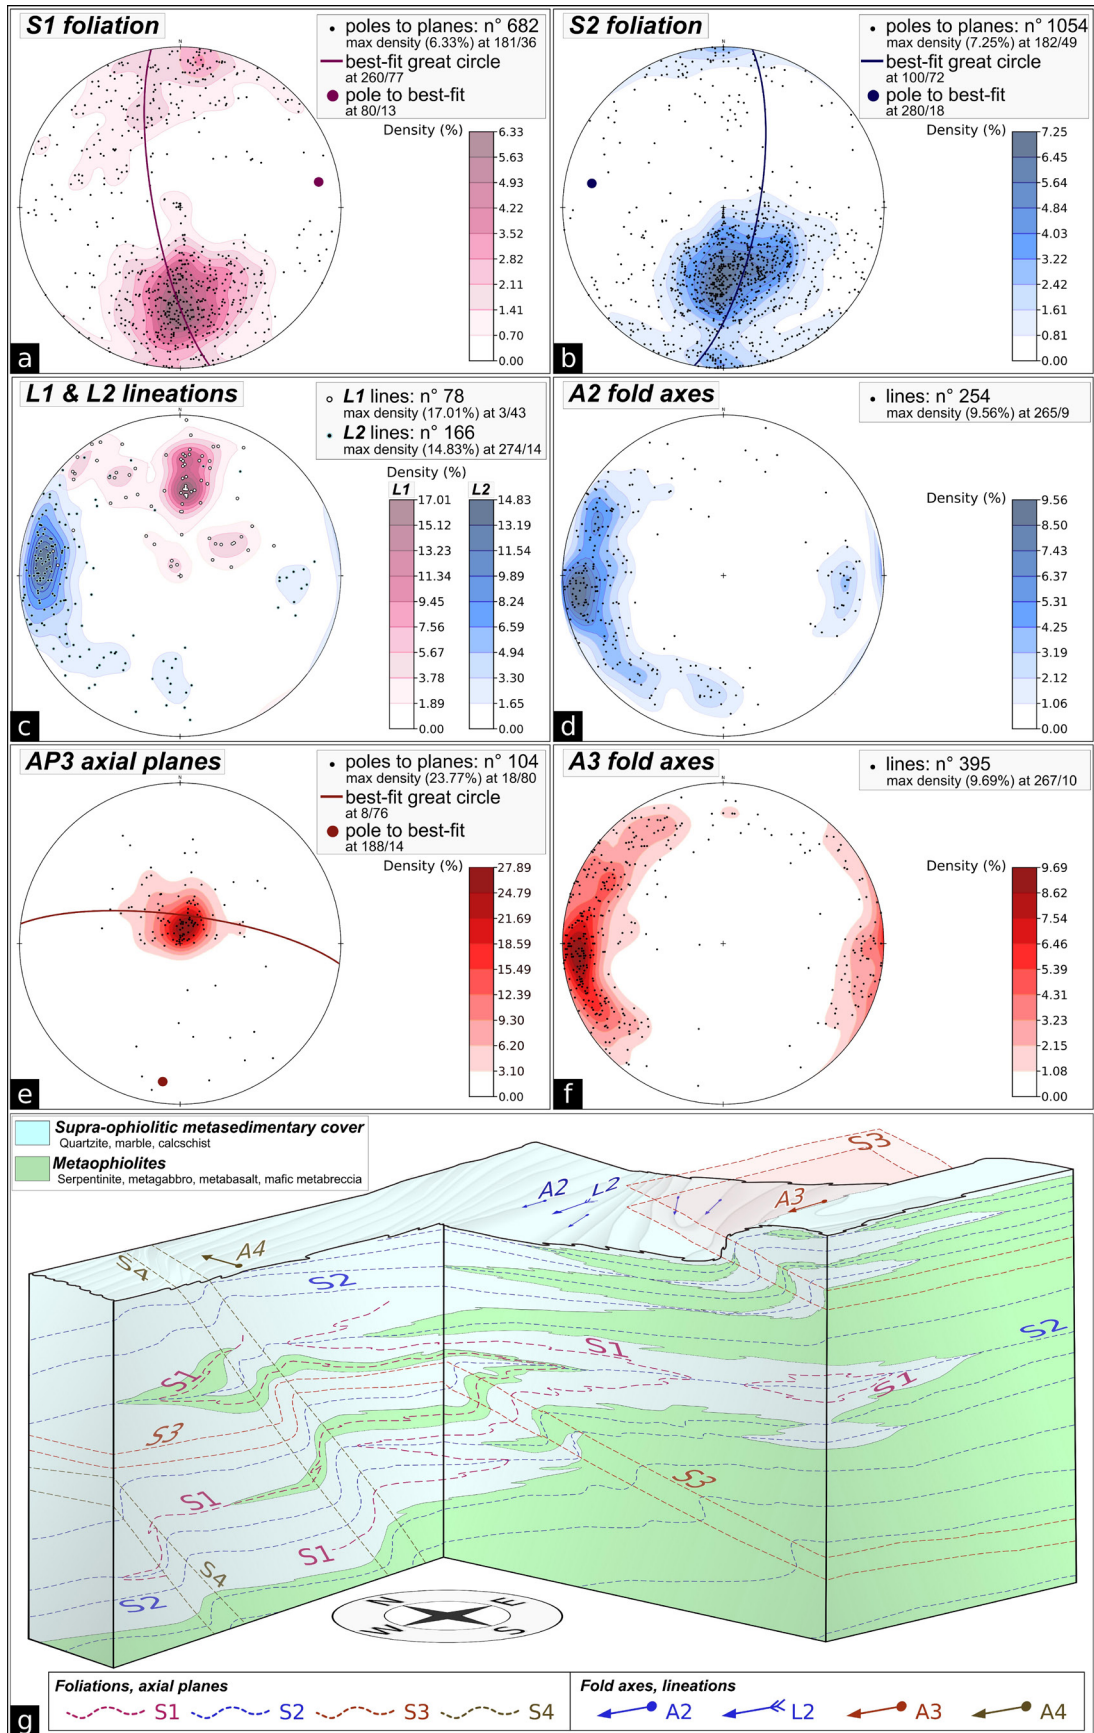 S1 foliation
N
poles to planes: n° 682
max density (6.33%) at 181/36
best-fit great circle
at 260/77
pole to best-fit
at 80/13
Density (%)
6.33
5.63
4.93
4.22
3.52
2.82
2.11
1.41
0.70
0.00
a
S2 foliation
N
poles to planes: n° 1054
max density (7.25%) at 182/49
best-fit great circle
at 100/72
pole to best-fit
at 280/18
Density (%)
7.25
6.45
5.64
4.84
4.03
3.22
2.42
1.61
0.81
0.00
b
L1 & L2 lineations
N
L1 lines: n° 78
max density (17.01%) at 3/43
L2 lines: n° 166
max density (14.83%) at 274/14
Density (%)
L1
L2
17.01
15.12
13.23
11.34
9.45
7.56
5.67
3.78
1.89
0.00
14.83
13.19
11.54
9.89
8.24
6.59
4.94
3.30
1.65
0.00
c
A2 fold axes
N
lines: n° 254
max density (9.56%) at 265/9
Density (%)
9.56
8.50
7.43
6.37
5.31
4.25
3.19
2.12
1.06
0.00
d
AP3 axial planes
N
poles to planes: n° 104
max density (23.77%) at 18/80
best-fit great circle
at 8/76
pole to best-fit
at 188/14
Density (%)
27.89
24.79
21.69
18.59
15.49
12.39
9.30
6.20
3.10
0.00
e
A3 fold axes
N
lines: n° 395
max density (9.69%) at 267/10
Density (%)
9.69
8.62
7.54
6.46
5.39
4.31
3.23
2.15
1.08
0.00
f
Supra-ophiolitic metasedimentary cover
Quartzite, marble, calcschist
Metaophiolites
Serpentinite, metagabbro, metabasalt, mafic metabreccia
S3
A2
L2
A3
A4
S4
S2
S2
S1
S1
S1
S3
S3
S1
S1
S4
S2
N
E
W
S
g
Foliations, axial planes
S1
S2
S3
S4
Fold axes, lineations
A2
L2
A3
A4